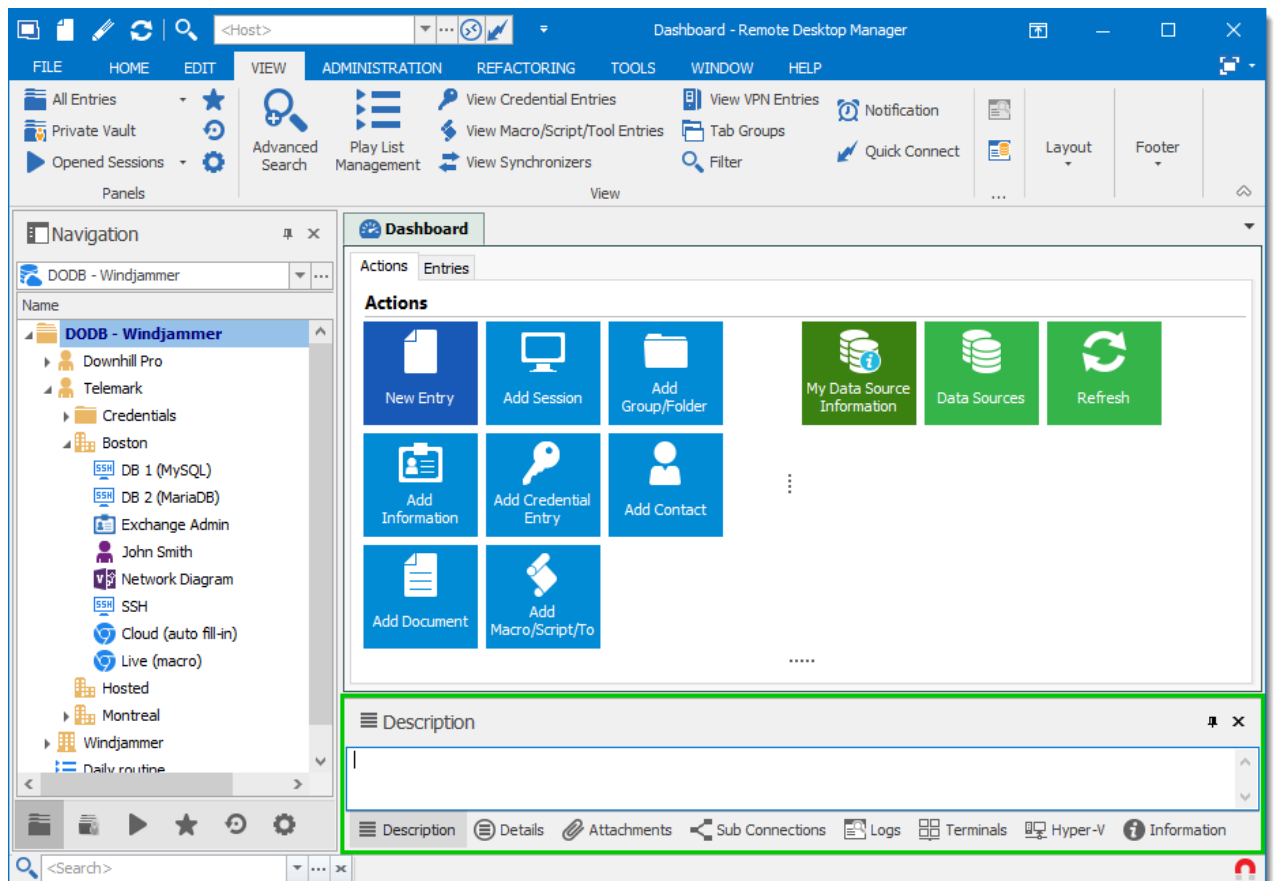 <Host>
Dashboard - Remote Desktop Manager
FILE HOME EDIT VIEW ADMINISTRATION REFACTORING TOOLS WINDOW HELP
All Entries
Private Vault
Opened Sessions
Panels
Advanced
Search
Play List
Management
View Credential Entries
View Macro/Script/Tool Entries
View Synchronizers
View VPN Entries
Tab Groups
Filter
View
Notification
Quick Connect
...
Layout
Footer
Navigation
DODB - Windjammer
Name
DODB - Windjammer
Downhill Pro
Telemark
Credentials
Boston
SSH DB 1 (MySQL)
SSH DB 2 (MariaDB)
Exchange Admin
John Smith
Network Diagram
SSH SSH
Cloud (auto fill-in)
Live (macro)
Hosted
Montreal
Windjammer
Daily routine
<Search>
Dashboard
Actions Entries
Actions
New Entry
Add Session
Add
Group/Folder
My Data Source
Information
Data Sources
Refresh
Add
Information
Add Credential
Entry
Add Contact
Add Document
Add
Macro/Script/To
Description
Description Details Attachments Sub Connections Logs Terminals Hyper-V Information